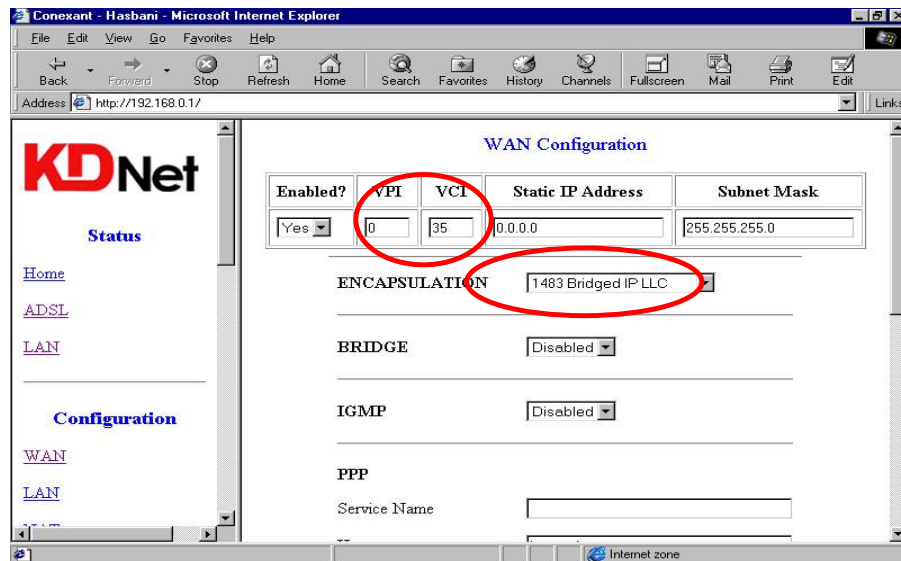 Conexant - Hasbani - Microsoft Internet Explorer
File Edit View Go Favorites Help
Back Forward Stop Refresh Home Search Favorites History Channels Fullscreen Mail Print Edit
Address http://192.168.0.1/ Links
KDNet
Status
Home
ADSL
LAN
Configuration
WAN
LAN
WAN Configuration
Enabled? VPI VCI Static IP Address Subnet Mask
Yes 0 35 0.0.0.0 255.255.255.0
ENCAPSULATION 1483 Bridged IP LLC
BRIDGE Disabled
IGMP Disabled
PPP
Service Name
Internet zone